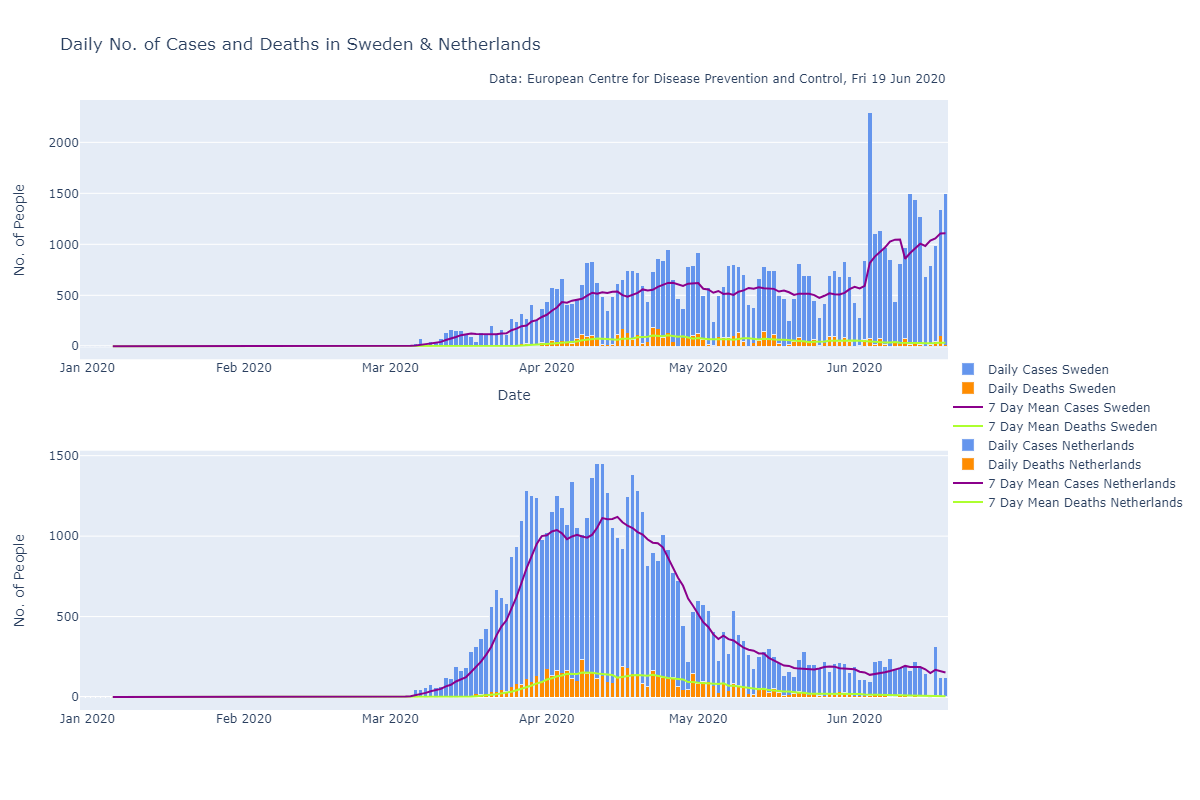 Daily No. of Cases and Deaths in Sweden & Netherlands
Data: European Centre for Disease Prevention and Control, Fri 19 Jun 2020
No. of People
2000
1500
1000
500
0
Jan 2020 Feb 2020 Mar 2020 Apr 2020 May 2020 Jun 2020
Date
Daily Cases Sweden
Daily Deaths Sweden
7 Day Mean Cases Sweden
7 Day Mean Deaths Sweden
Daily Cases Netherlands
Daily Deaths Netherlands
7 Day Mean Cases Netherlands
7 Day Mean Deaths Netherlands
No. of People
1500
1000
500
0
Jan 2020 Feb 2020 Mar 2020 Apr 2020 May 2020 Jun 2020